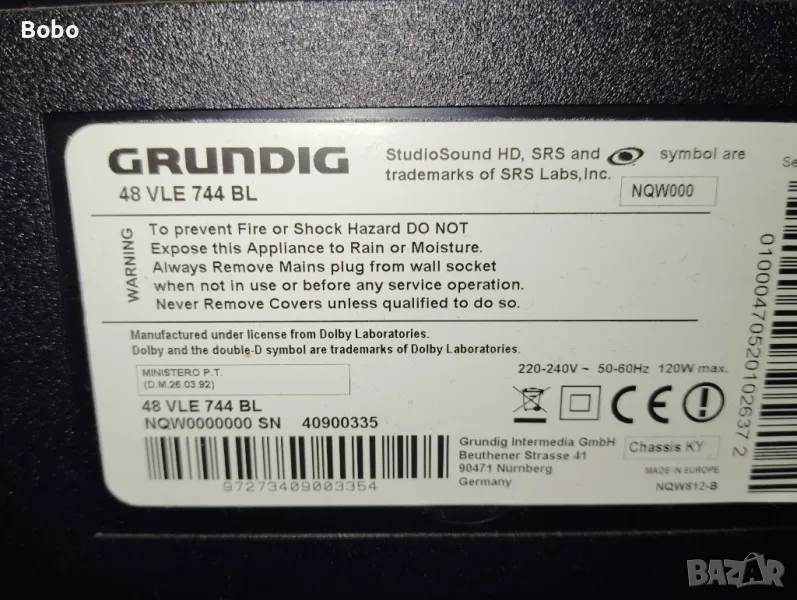 Bobo
GRUNDIG
48 VLE 744 BL
StudioSound HD, SRS and symbol are
trademarks of SRS Labs,Inc.
NQW000
Se
WARNING
To prevent Fire or Shock Hazard DO NOT
Expose this Appliance to Rain or Moisture.
Always Remove Mains plug from wall socket
when not in use or before any service operation.
Never Remove Covers unless qualified to do so.
Manufactured under license from Dolby Laboratories.
Dolby and the double-D symbol are trademarks of Dolby Laboratories.
MINISTERO P.T.
(D.M.26.03.92)
220-240V ~ 50-60Hz 120W max.
CE
48 VLE 744 BL
NQW0000000 SN 40900335
97273409003354
Grundig Intermedia GmbH
Beuthener Strasse 41
90471 Nürnberg
Germany
Chassis KY
MADE IN EUROPE
NQW812-B
01000470520102637 2
BAZAR